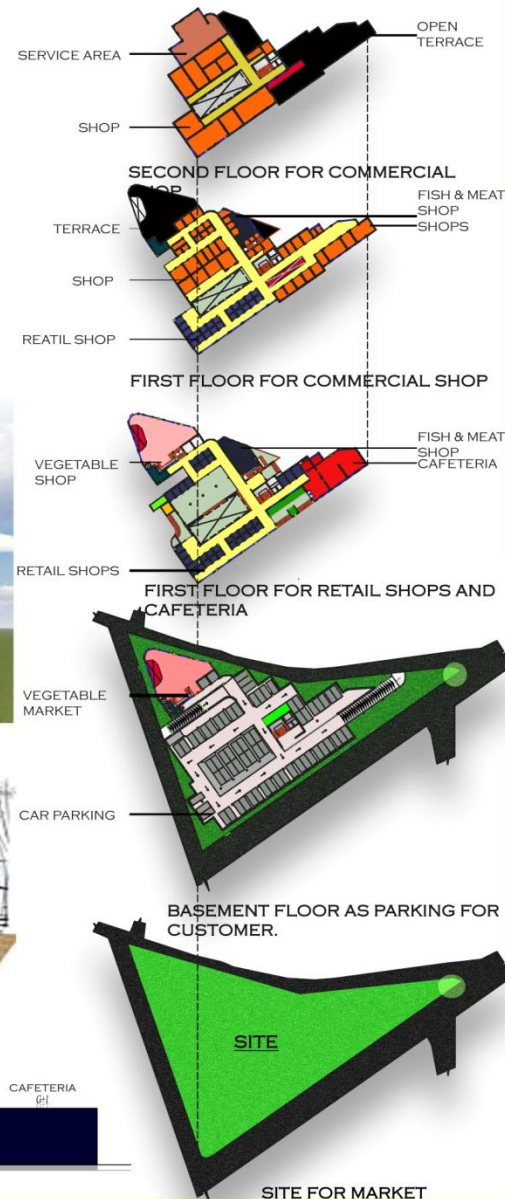 OPEN
TERRACE
SERVICE AREA
SHOP
SECOND FLOOR FOR COMMERCIAL
SHOP
FISH & MEAT
SHOP
SHOPS
TERRACE
SHOP
REATIL SHOP
FIRST FLOOR FOR COMMERCIAL SHOP
FISH & MEAT
SHOP
CAFETERIA
VEGETABLE
SHOP
RETAIL SHOPS
FIRST FLOOR FOR RETAIL SHOPS AND
CAFETERIA
VEGETABLE
MARKET
CAR PARKING
BASEMENT FLOOR AS PARKING FOR
CUSTOMER.
SITE
CAFETERIA
SITE FOR MARKET